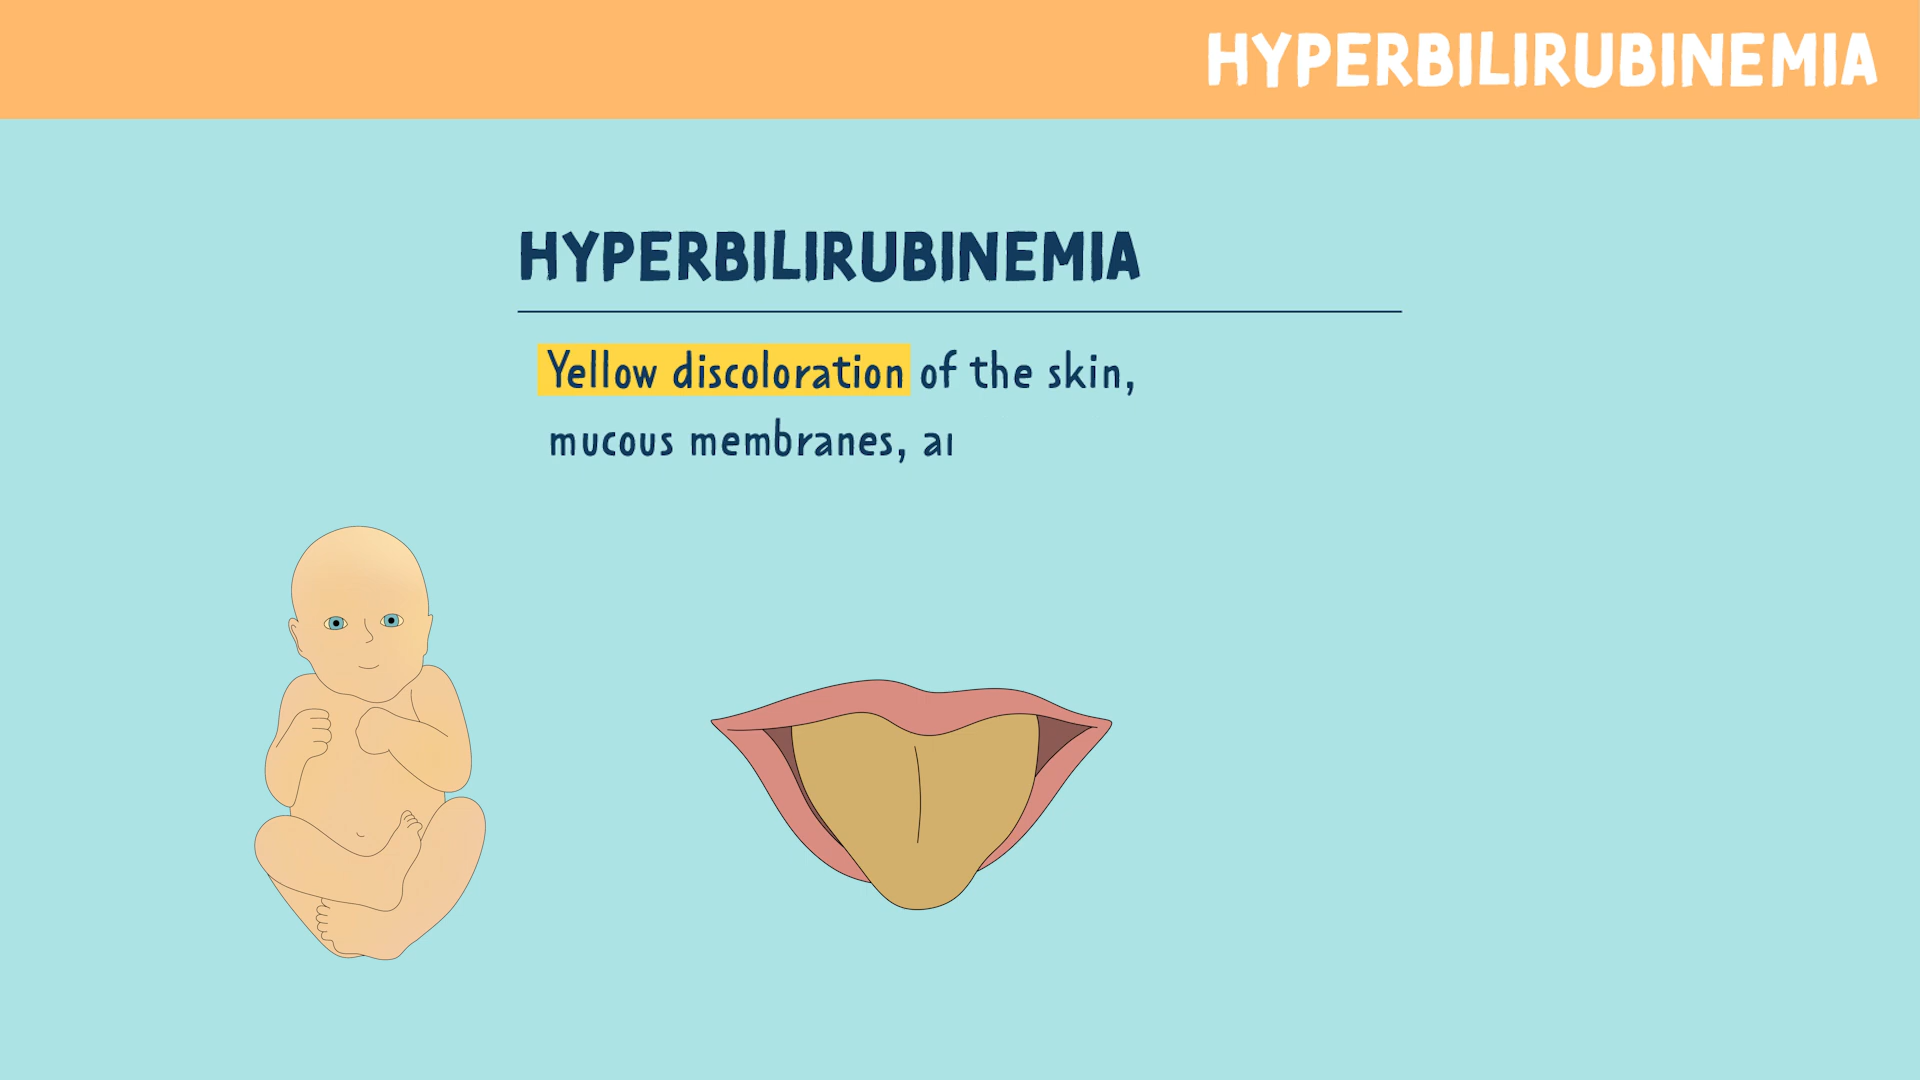 HYPERBILIRUBINEMIA
HYPERBILIRUBINEMIA
Yellow discoloration of the skin,
mucous membranes,